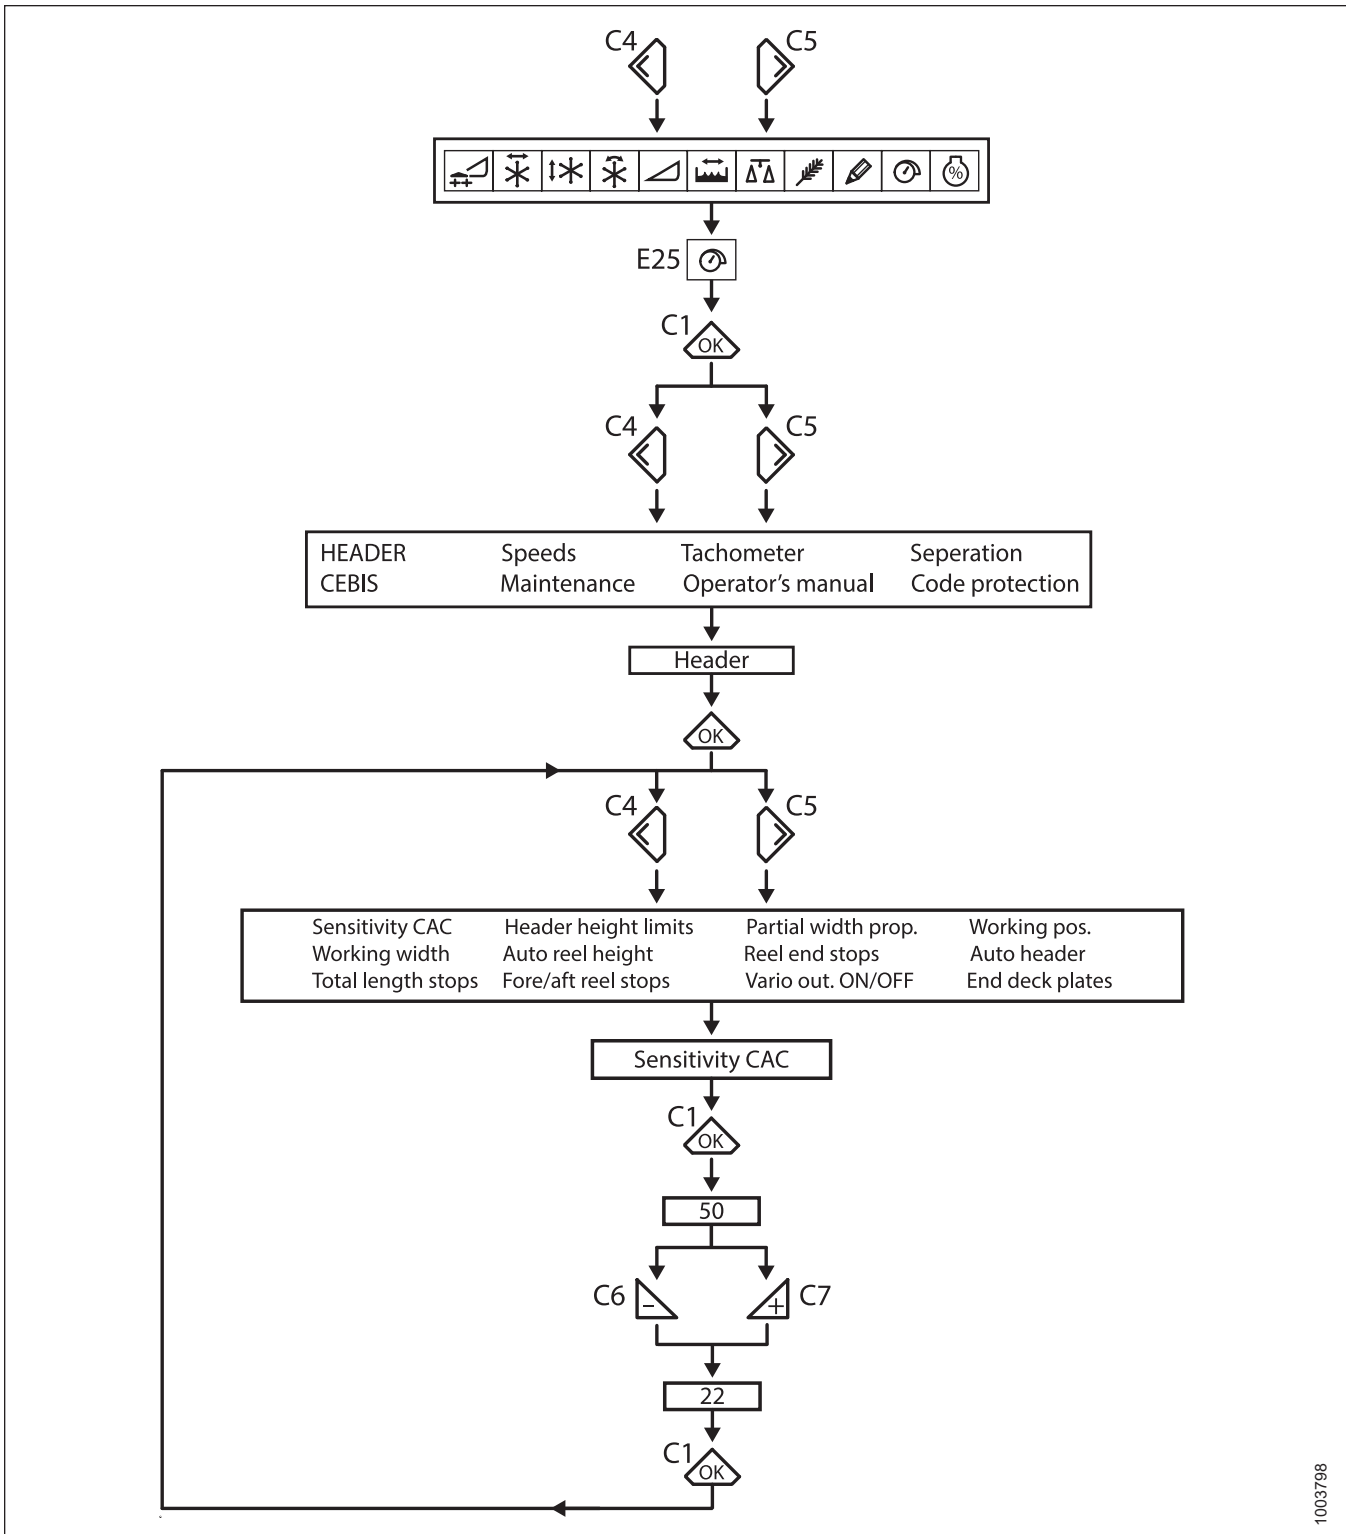 C4 C5
%
E25
C1
OK
C4 C5
HEADER Speeds Tachometer Seperation
CEBIS Maintenance Operator's manual Code protection
Header
OK
C4 C5
Sensitivity CAC Header height limits Partial width prop. Working pos.
Working width Auto reel height Reel end stops Auto header
Total length stops Fore/aft reel stops Vario out. ON/OFF End deck plates
Sensitivity CAC
C1
OK
50
C6 - + C7
22
C1
OK
1003798